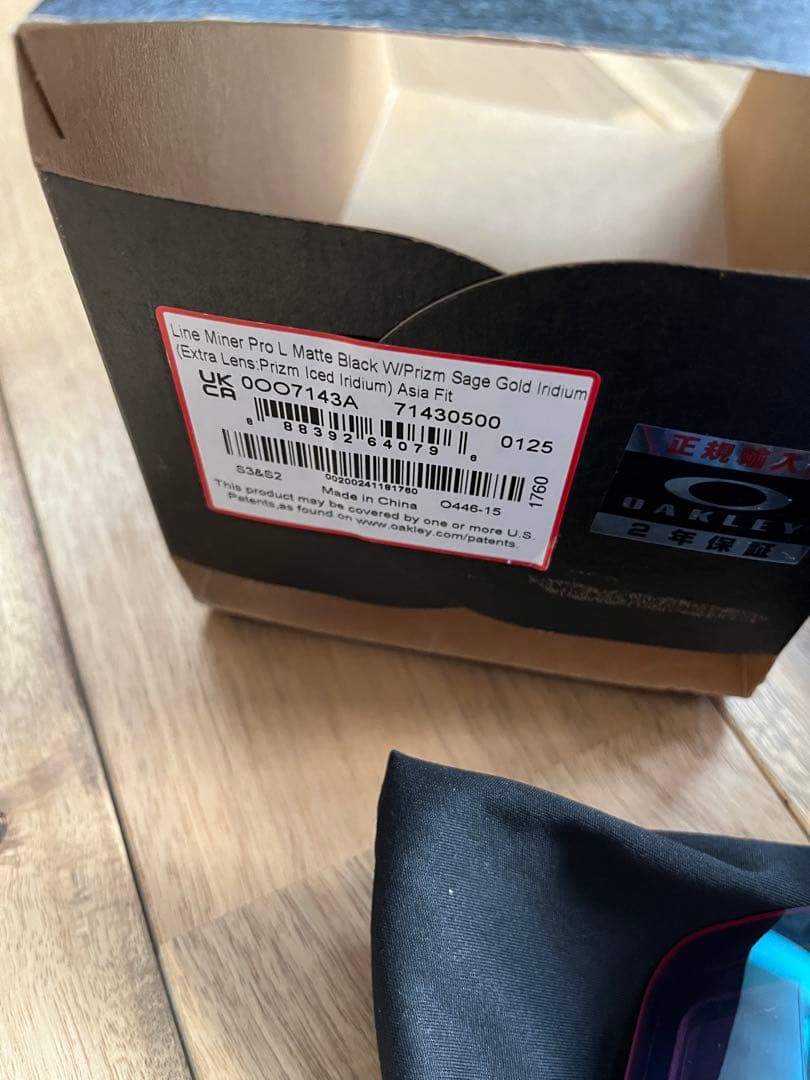 Line Miner Pro L Matte Black W/Prizm Sage Gold Iridium
(Extra Lens:Prizm Iced Iridium) Asia Fit
UK
CA
0OO7143A 71430500 0125
8 88392 64079 6
00200241181760
1760
S3&S2 Made in China O446-15
This product may be covered by one or more U.S.
Patents,as found on www.oakley.com/patents.
正規輸入
OAKLEY
2年保証